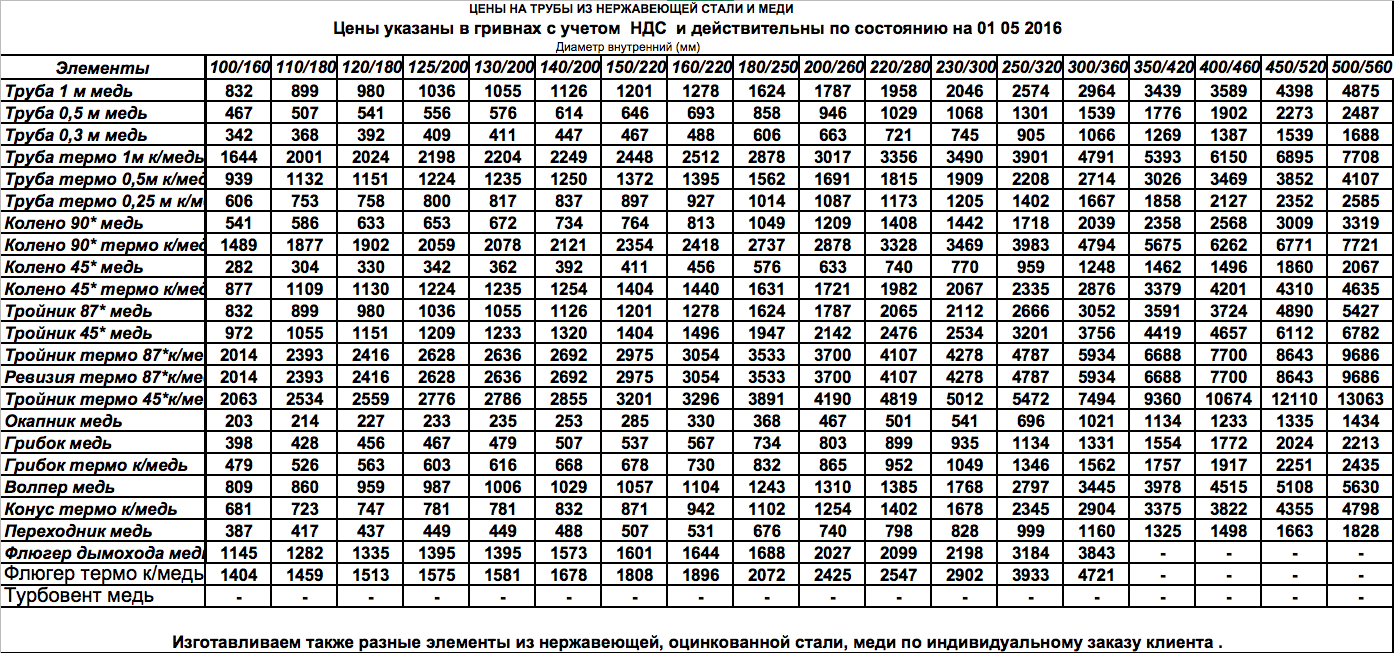 ЦЕНЫ НА ТРУБЫ ИЗ НЕРЖАВЕЮЩЕЙ СТАЛИ И МЕДИ
Цены указаны в гривнах с учетом НДС и действительны по состоянию на 01 05 2016
Диаметр внутренний (мм)
Элементы 100/160 110/180 120/180 125/200 130/200 140/200 150/220 160/220 180/250 200/260 220/280 230/300 250/320 300/360 350/420 400/460 450/520 500/560
Труба 1 м медь 832 899 980 1036 1055 1126 1201 1278 1624 1787 1958 2046 2574 2964 3439 3589 4398 4875
Труба 0,5 м медь 467 507 541 556 576 614 646 693 858 946 1029 1068 1301 1539 1776 1902 2273 2487
Труба 0,3 м медь 342 368 392 409 411 447 467 488 606 663 721 745 905 1066 1269 1387 1539 1688
Труба термо 1м к/медь 1644 2001 2024 2198 2204 2249 2448 2512 2878 3017 3356 3490 3901 4791 5393 6150 6895 7708
Труба термо 0,5м к/мед 939 1132 1151 1224 1235 1250 1372 1395 1562 1691 1815 1909 2208 2714 3026 3469 3852 4107
Труба термо 0,25 м к/м 606 753 758 800 817 837 897 927 1014 1087 1173 1205 1402 1667 1858 2127 2352 2585
Колено 90* медь 541 586 633 653 672 734 764 813 1049 1209 1408 1442 1718 2039 2358 2568 3009 3319
Колено 90* термо к/мед 1489 1877 1902 2059 2078 2121 2354 2418 2737 2878 3328 3469 3983 4794 5675 6262 6771 7721
Колено 45* медь 282 304 330 342 362 392 411 456 576 633 740 770 959 1248 1462 1496 1860 2067
Колено 45* термо к/мед 877 1109 1130 1224 1235 1254 1404 1440 1631 1721 1982 2067 2335 2876 3379 4201 4310 4635
Тройник 87* медь 832 899 980 1036 1055 1126 1201 1278 1624 1787 2065 2112 2666 3052 3591 3724 4890 5427
Тройник 45* медь 972 1055 1151 1209 1233 1320 1404 1496 1947 2142 2476 2534 3201 3756 4419 4657 6112 6782
Тройник термо 87*к/ме 2014 2393 2416 2628 2636 2692 2975 3054 3533 3700 4107 4278 4787 5934 6688 7700 8643 9686
Ревизия термо 87*к/ме 2014 2393 2416 2628 2636 2692 2975 3054 3533 3700 4107 4278 4787 5934 6688 7700 8643 9686
Тройник термо 45*к/ме 2063 2534 2559 2776 2786 2855 3201 3296 3891 4190 4819 5012 5472 7494 9360 10674 12110 13063
Окапник медь 203 214 227 233 235 253 285 330 368 467 501 541 696 1021 1134 1233 1335 1434
Грибок медь 398 428 456 467 479 507 537 567 734 803 899 935 1134 1331 1554 1772 2024 2213
Грибок термо к/медь 479 526 563 603 616 668 678 730 832 865 952 1049 1346 1562 1757 1917 2251 2435
Волпер медь 809 860 959 987 1006 1029 1057 1104 1243 1310 1385 1768 2797 3445 3978 4515 5108 5630
Конус термо к/медь 681 723 747 781 781 832 871 942 1102 1254 1402 1678 2345 2904 3375 3822 4355 4798
Переходник медь 387 417 437 449 449 488 507 531 676 740 798 828 999 1160 1325 1498 1663 1828
Флюгер дымохода мед 1145 1282 1335 1395 1395 1573 1601 1644 1688 2027 2099 2198 3184 3843 - - - -
Флюгер термо к/медь 1404 1459 1513 1575 1581 1678 1808 1896 2072 2425 2547 2902 3933 4721 - - - -
Турбовент медь - - - - - - - - - - - - - - - - - -
Изготавливаем также разные элементы из нержавеющей, оцинкованной стали, меди по индивидуальному заказу клиента .